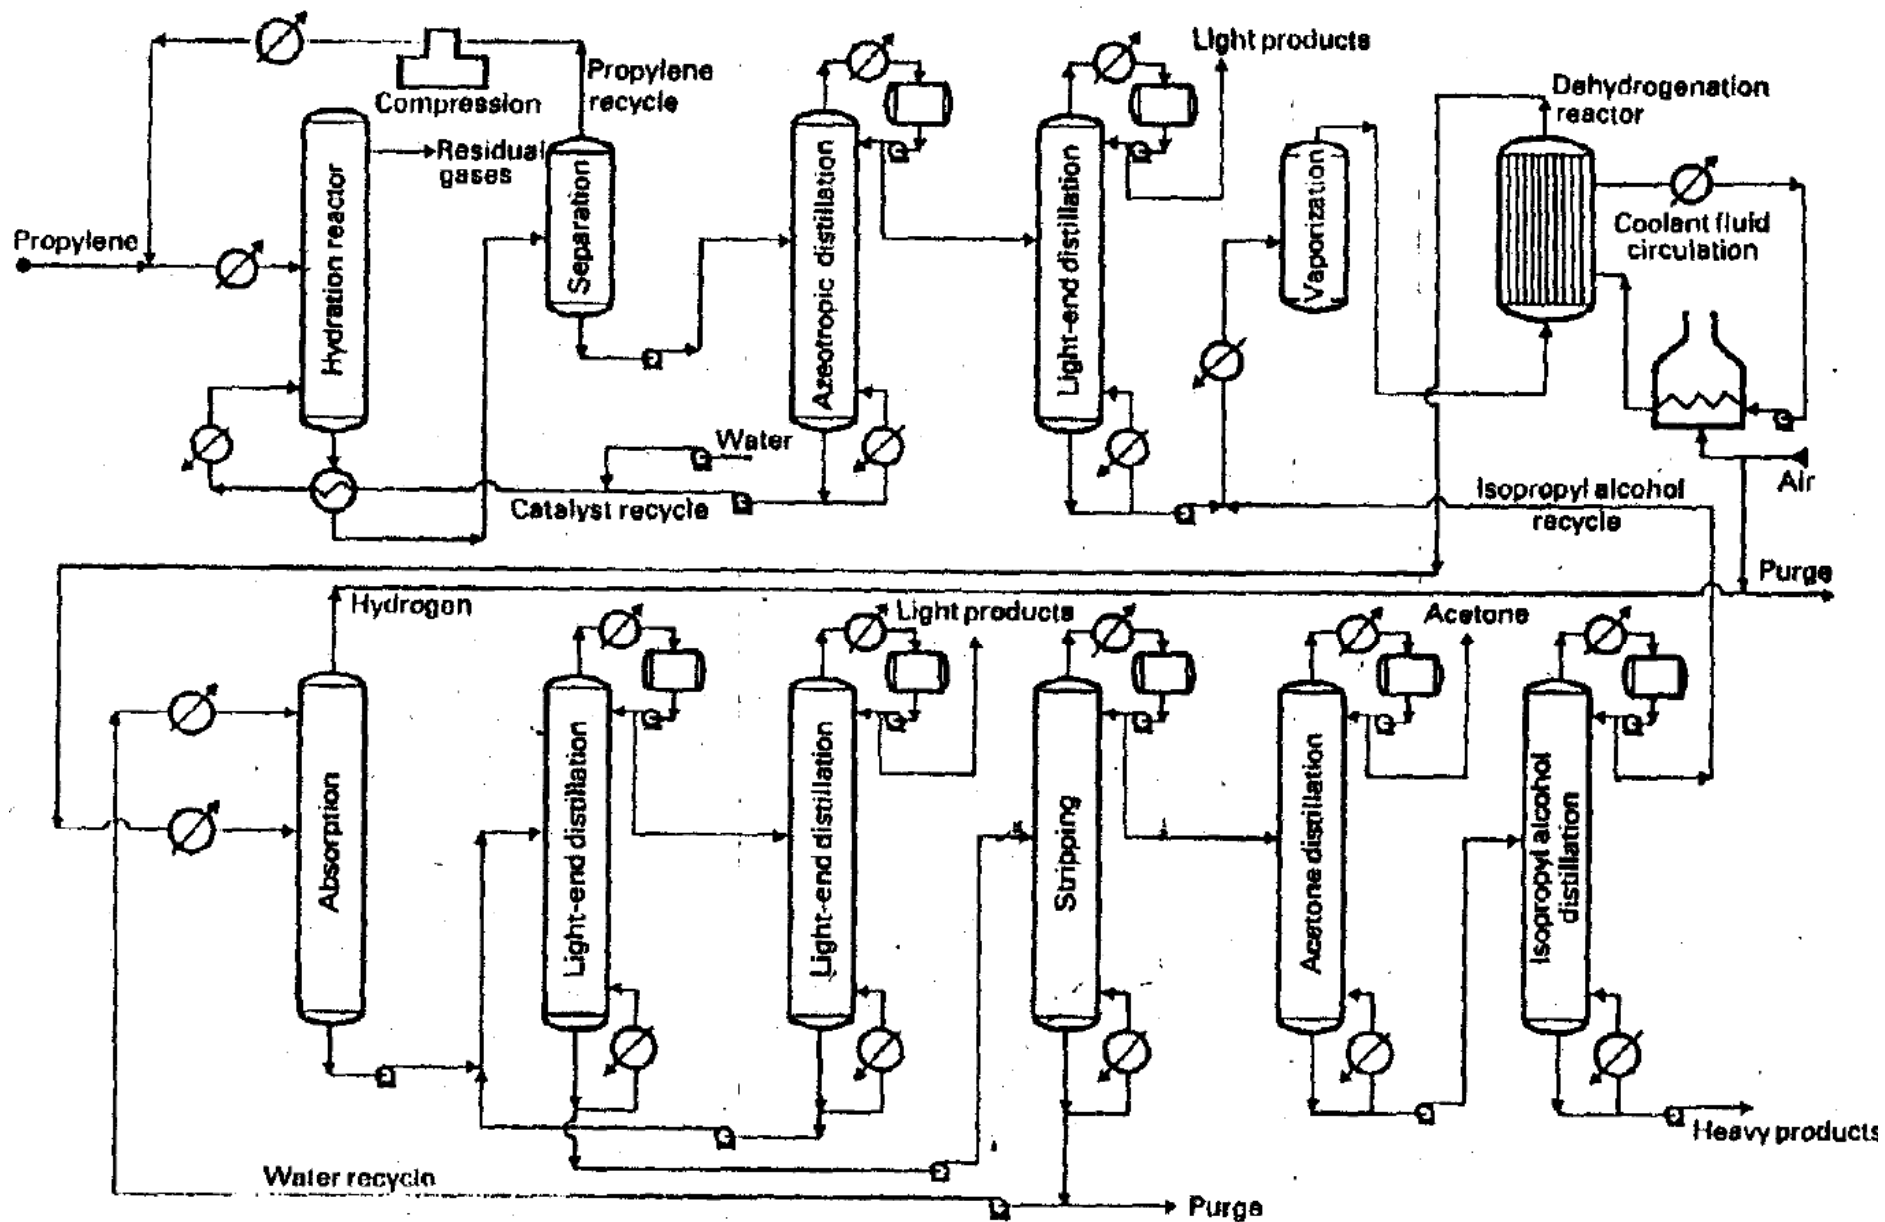 Light products
Propylene
recycle
Compression
Dehydrogenation
reactor
Residual
gases
Hydration reactor
Separation
Azeotropic distillation
Light-end distillation
Vaporization
Propylene
Coolant fluid
circulation
Water
Catalyst recycle
Isopropyl alcohol
recycle
Air
Purge
Hydrogen
Light products
Acetone
Absorption
Light-end distillation
Light-end distillation
Stripping
Acetone distillation
Isopropyl alcohol
distillation
Heavy products
Water recycle
Purge